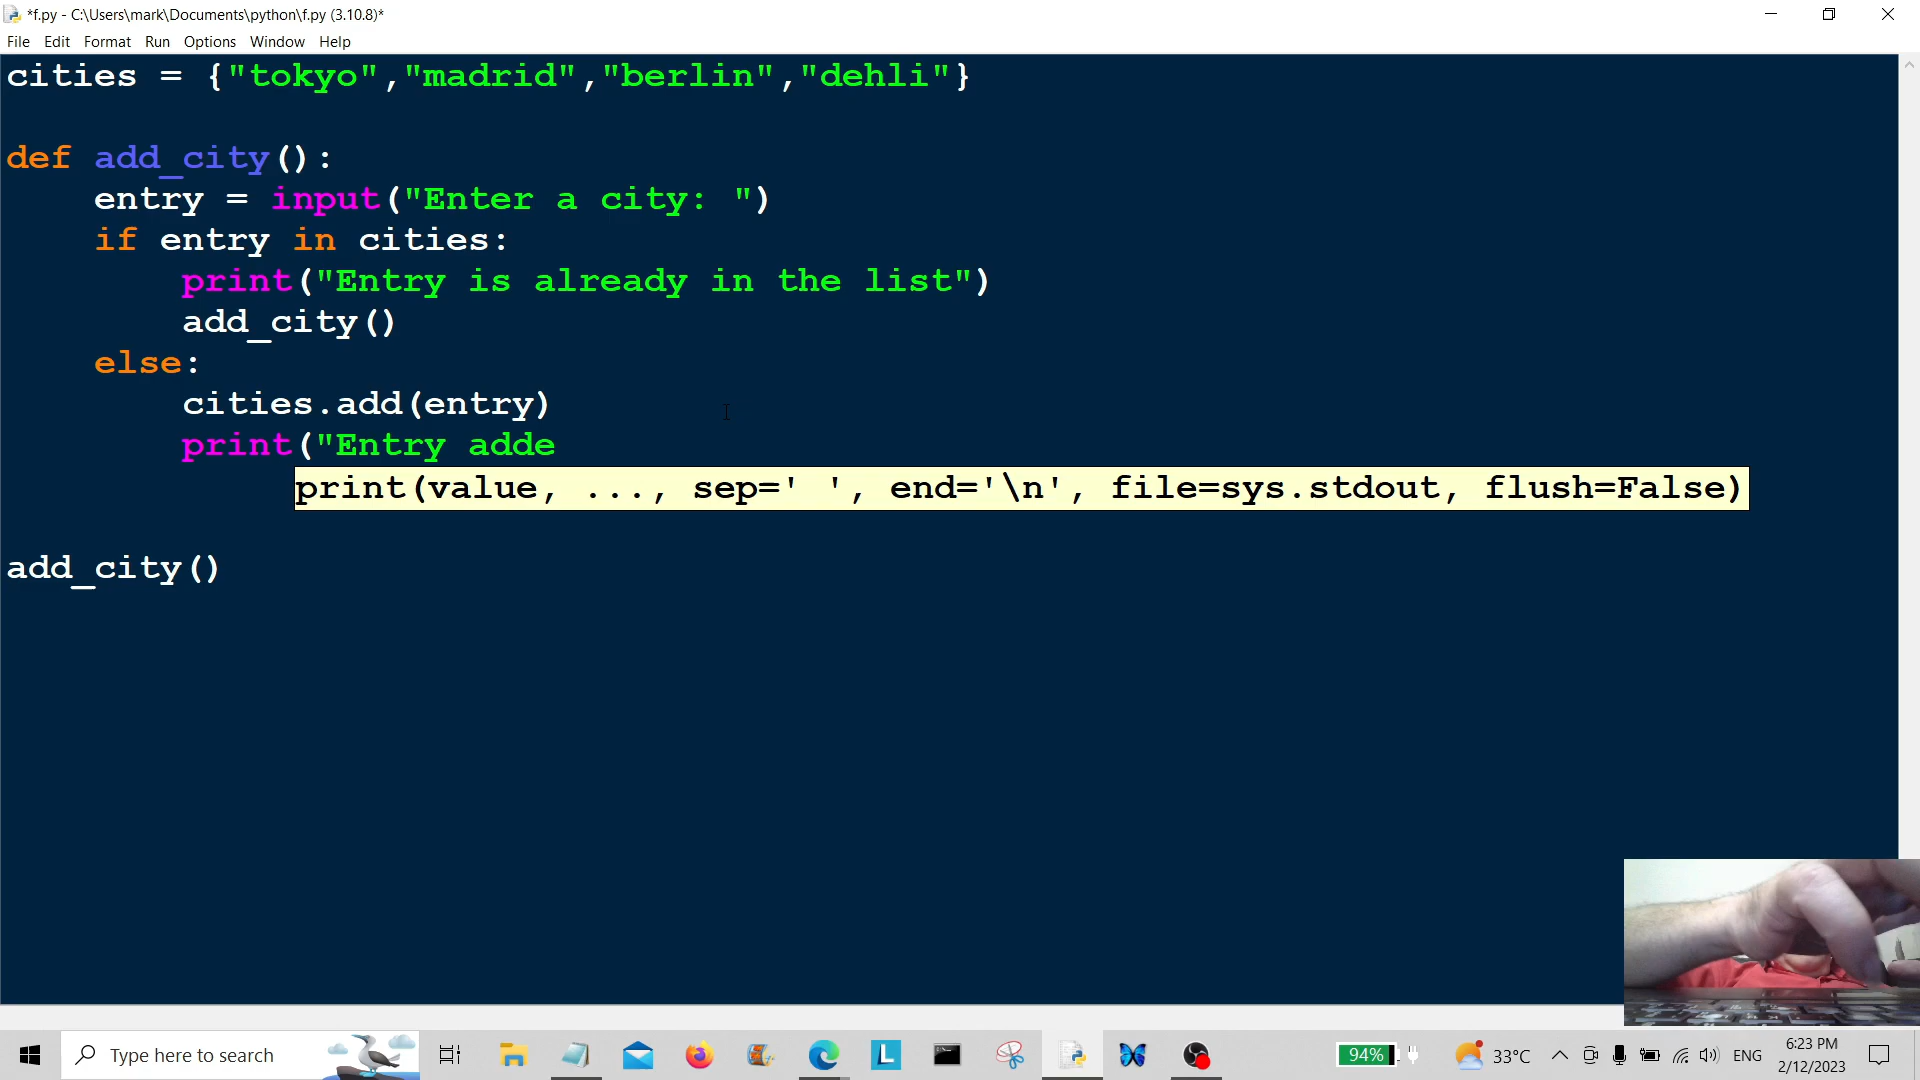 *f.py - C:\Users\mark\Documents\python\f.py (3.10.8)*
File Edit Format Run Options Window Help
cities = {"tokyo","madrid","berlin","dehli"}
def add_city():
entry = input("Enter a city: ")
if entry in cities:
print("Entry is already in the list")
add_city()
else:
cities.add(entry)
print("Entry adde
print(value, ..., sep=' ', end='\n', file=sys.stdout, flush=False)
add_city()
Type here to search
L
94%
33°C
ENG
6:23 PM
2/12/2023